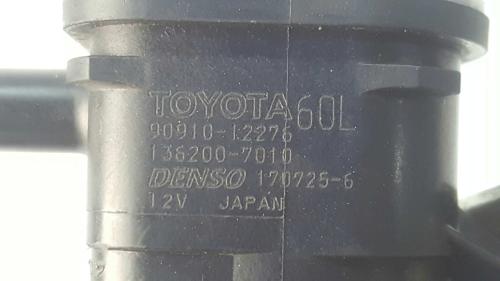 TOYOTA 60L
90910-12276
136200-7010
DENSO 170725-6
12V JAPAN